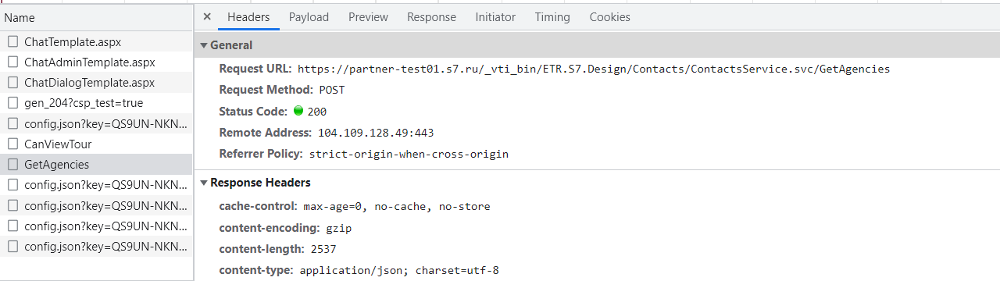 Name
ChatTemplate.aspx
ChatAdminTemplate.aspx
ChatDialogTemplate.aspx
gen_204?csp_test=true
config.json?key=QS9UN-NKN...
CanViewTour
GetAgencies
config.json?key=QS9UN-NKN...
config.json?key=QS9UN-NKN...
config.json?key=QS9UN-NKN...
config.json?key=QS9UN-NKN...
× Headers Payload Preview Response Initiator Timing Cookies
General
Request URL: https://partner-test01.s7.ru/_vti_bin/ETR.S7.Design/Contacts/ContactsService.svc/GetAgencies
Request Method: POST
Status Code: 200
Remote Address: 104.109.128.49:443
Referrer Policy: strict-origin-when-cross-origin
Response Headers
cache-control: max-age=0, no-cache, no-store
content-encoding: gzip
content-length: 2537
content-type: application/json; charset=utf-8